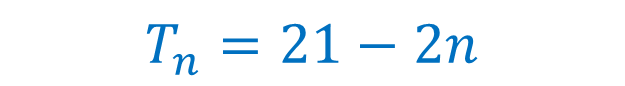 Tₙ = 21 − 2n